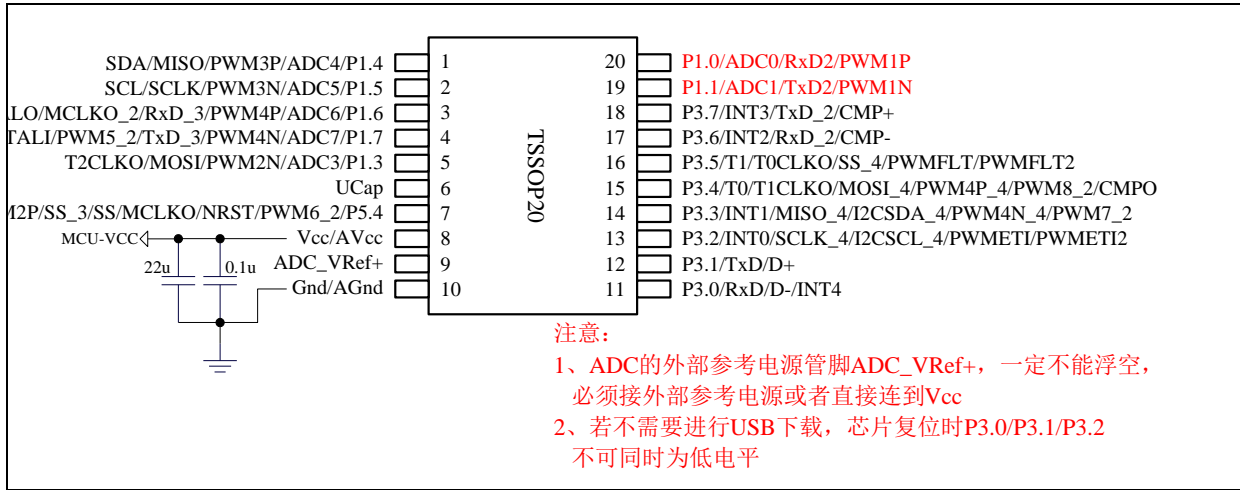 SDA/MISO/PWM3P/ADC4/P1.4 1 20 P1.0/ADC0/RxD2/PWM1P
SCL/SCLK/PWM3N/ADC5/P1.5 2 19 P1.1/ADC1/TxD2/PWM1N
LO/MCLKO_2/RxD_3/PWM4P/ADC6/P1.6 3 18 P3.7/INT3/TxD_2/CMP+
TALI/PWM5_2/TxD_3/PWM4N/ADC7/P1.7 4 17 P3.6/INT2/RxD_2/CMP-
T2CLKO/MOSI/PWM2N/ADC3/P1.3 5 16 P3.5/T1/T0CLKO/SS_4/PWMFLT/PWMFLT2
UCap 6 15 P3.4/T0/T1CLKO/MOSI_4/PWM4P_4/PWM8_2/CMPO
M2P/SS_3/SS/MCLKO/NRST/PWM6_2/P5.4 7 14 P3.3/INT1/MISO_4/I2CSDA_4/PWM4N_4/PWM7_2
MCU-VCC Vcc/AVcc 8 13 P3.2/INT0/SCLK_4/I2CSCL_4/PWMETI/PWMETI2
22u 0.1u ADC_VRef+ 9 12 P3.1/TxD/D+
Gnd/AGnd 10 11 P3.0/RxD/D-/INT4
TSSOP20
注意：
1、ADC的外部参考电源管脚ADC_VRef+，一定不能浮空，
必须接外部参考电源或者直接连到Vcc
2、若不需要进行USB下载，芯片复位时P3.0/P3.1/P3.2
不可同时为低电平